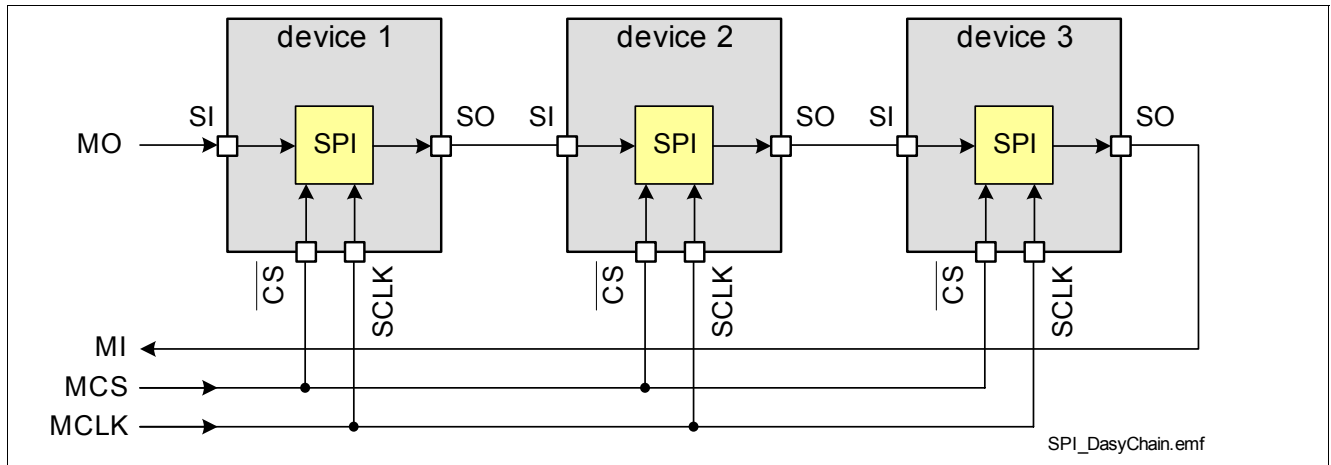 device 1
device 2
device 3
SI
SO
SI
SO
SI
SO
MO
SPI
SPI
SPI
CS
SCLK
CS
SCLK
CS
SCLK
MI
MCS
MCLK
SPI_DasyChain.emf